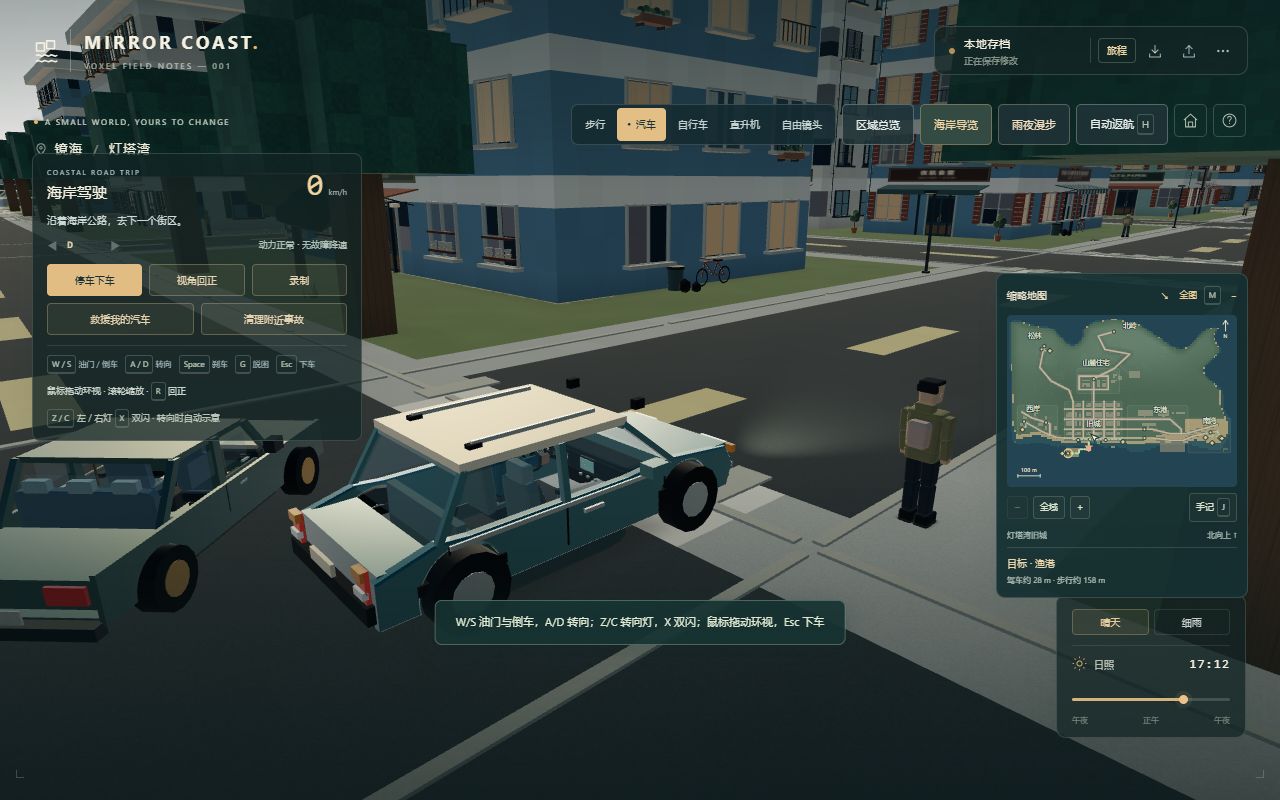 MIRROR COAST.
VOXEL FIELD NOTES — 001
A SMALL WORLD, YOURS TO CHANGE
镜海 / 灯塔湾
COASTAL ROAD TRIP
海岸驾驶
0 km/h
沿着海岸公路，去下一个街区。
D
动力正常 · 无故障降速
停车下车
视角回正
录制
救援我的汽车
清理附近事故
W/S 油门/倒车 A/D 转向 Space 刹车 G 脱困 Esc 下车
鼠标拖动环视 · 滚轮缩放 · R 回正
Z/C 左/右灯 X 双闪 · 转向时自动示意
本地存档
正在保存修改
旅程
步行
· 汽车
自行车
直升机
自由镜头
区域总览
海岸导览
雨夜漫步
自动返航 H
缩略地图
全图 M
北岭
松林
山麓住宅
西岸
东港
旧城
N
100 m
− 全域 +
手记 J
灯塔湾旧城
北向上 ↑
目标 · 渔港
驾车约 28 m · 步行约 158 m
晴天
细雨
日照
17:12
午夜
正午
午夜
W/S 油门与倒车，A/D 转向；Z/C 转向灯，X 双闪；鼠标拖动环视，Esc 下车